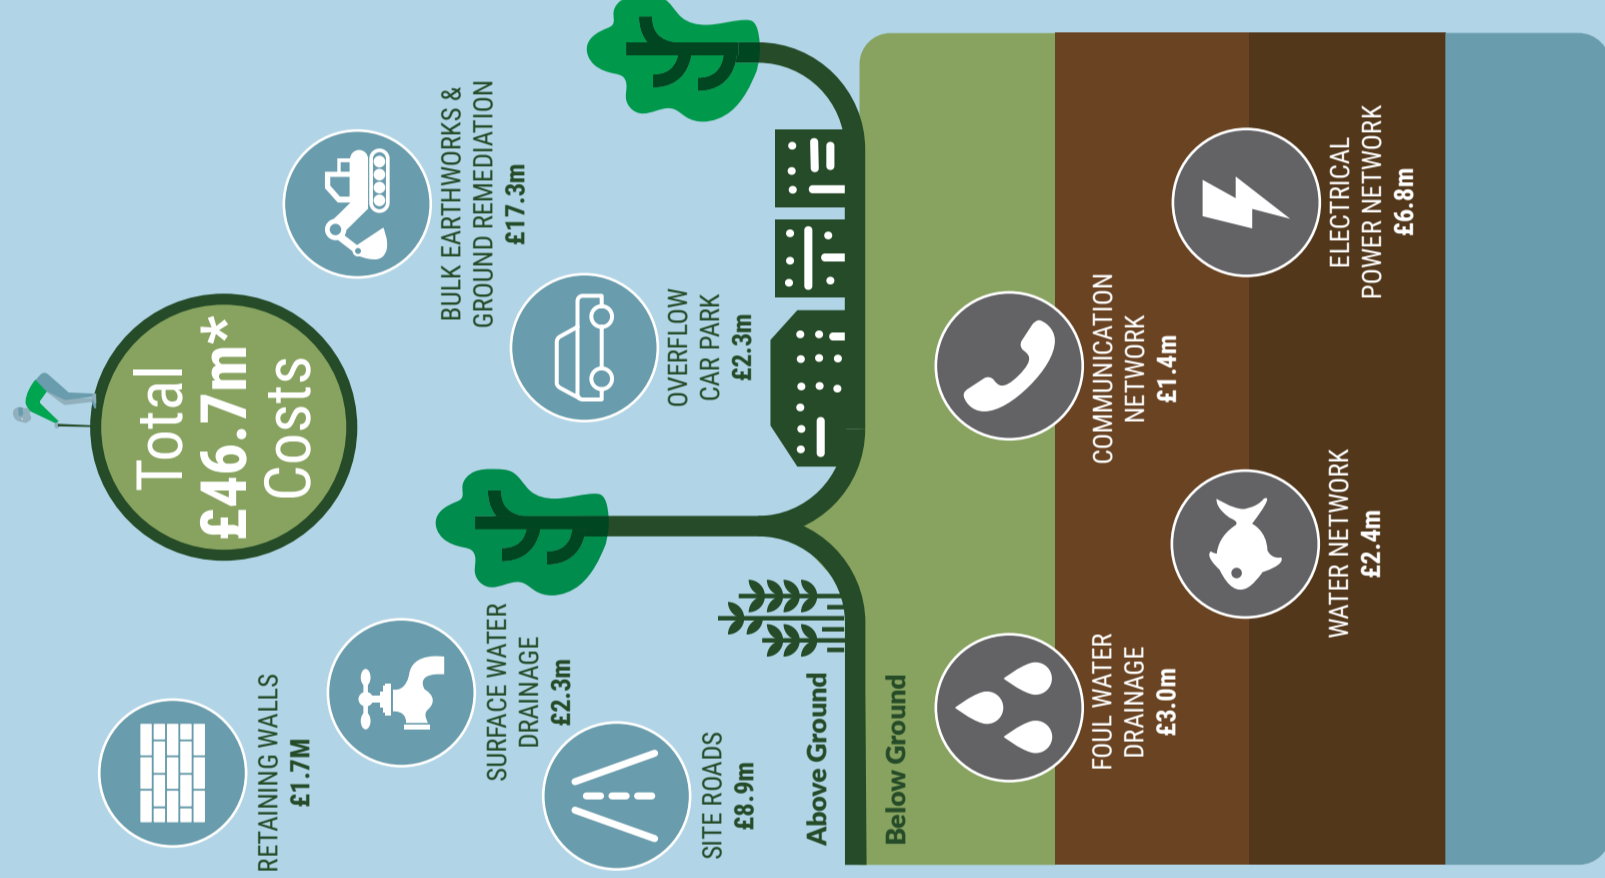 Total
£46.7m*
Costs
RETAINING WALLS
£1.7M
BULK EARTHWORKS &
GROUND REMEDIATION
£17.3m
SURFACE WATER
DRAINAGE
£2.3m
OVERFLOW
CAR PARK
£2.3m
SITE ROADS
£8.9m
Above Ground
Below Ground
FOUL WATER
DRAINAGE
£3.0m
COMMUNICATION
NETWORK
£1.4m
WATER NETWORK
£2.4m
ELECTRICAL
POWER NETWORK
£6.8m